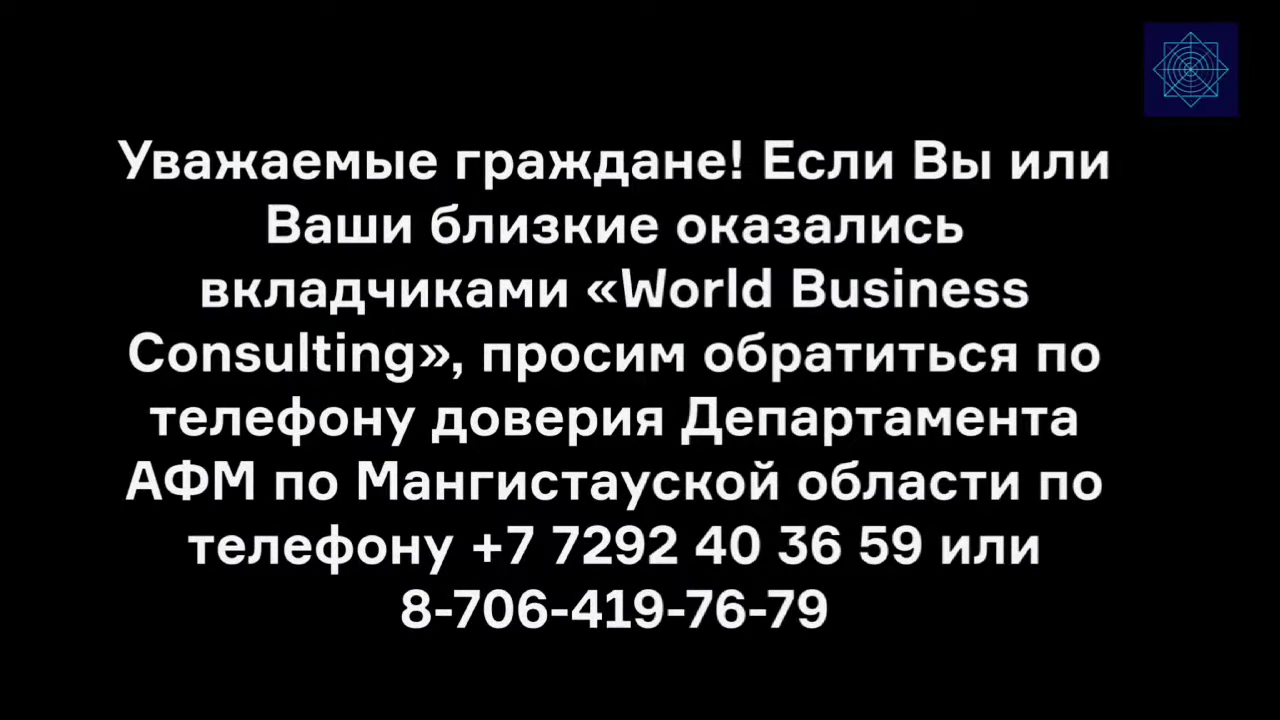 Уважаемые граждане! Если Вы или
Ваши близкие оказались
вкладчиками «World Business
Consulting», просим обратиться по
телефону доверия Департамента
АФМ по Мангистауской области по
телефону +7 7292 40 36 59 или
8-706-419-76-79